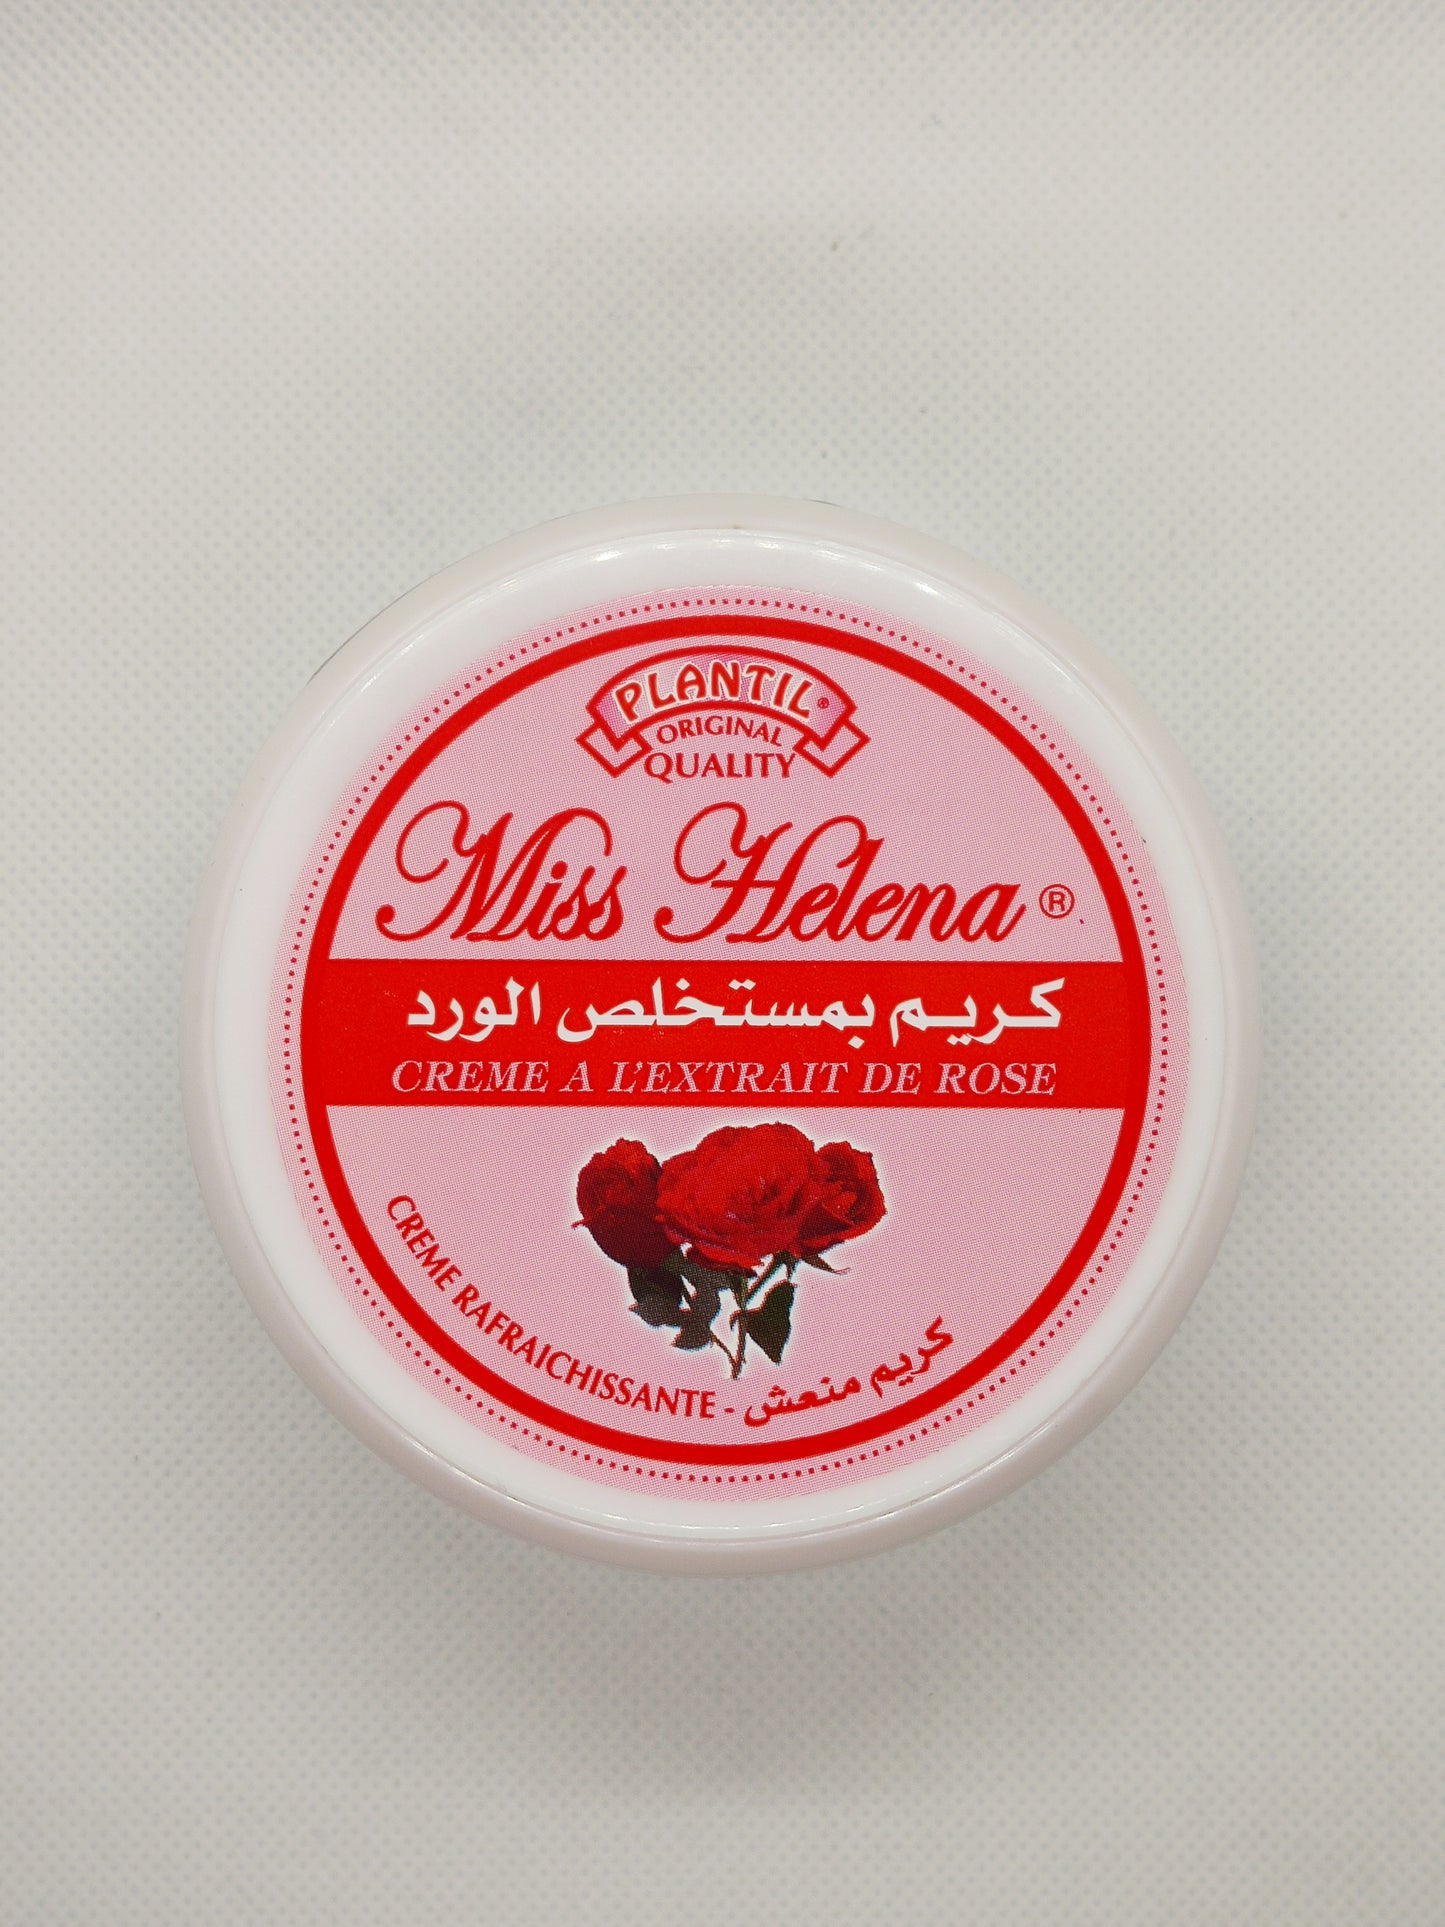 PLANTIL®
ORIGINAL
QUALITY
Miss Helena ®
كريم بمستخلص الورد
CREME A L'EXTRAIT DE ROSE
CREME RAFRAICHISSANTE - كريم منعش